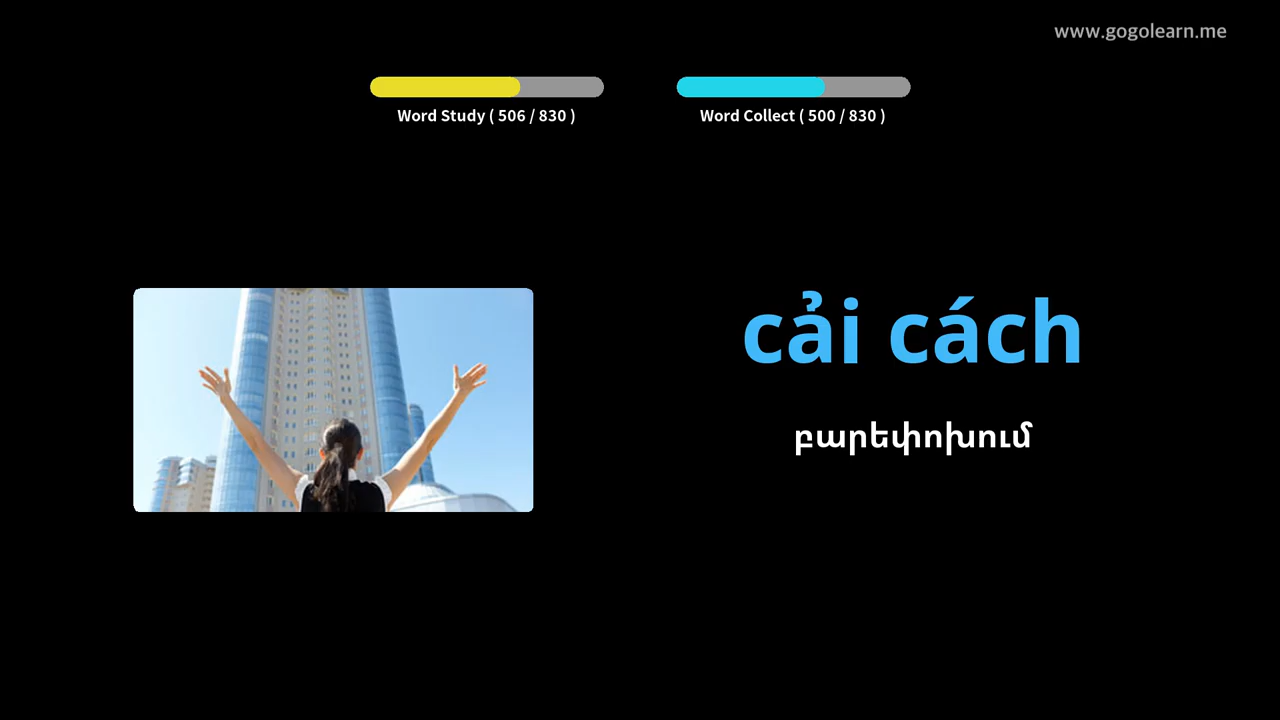 www.gogolearn.me
Word Study ( 506 / 830 )
Word Collect ( 500 / 830 )
cải cách
բարեփոխում